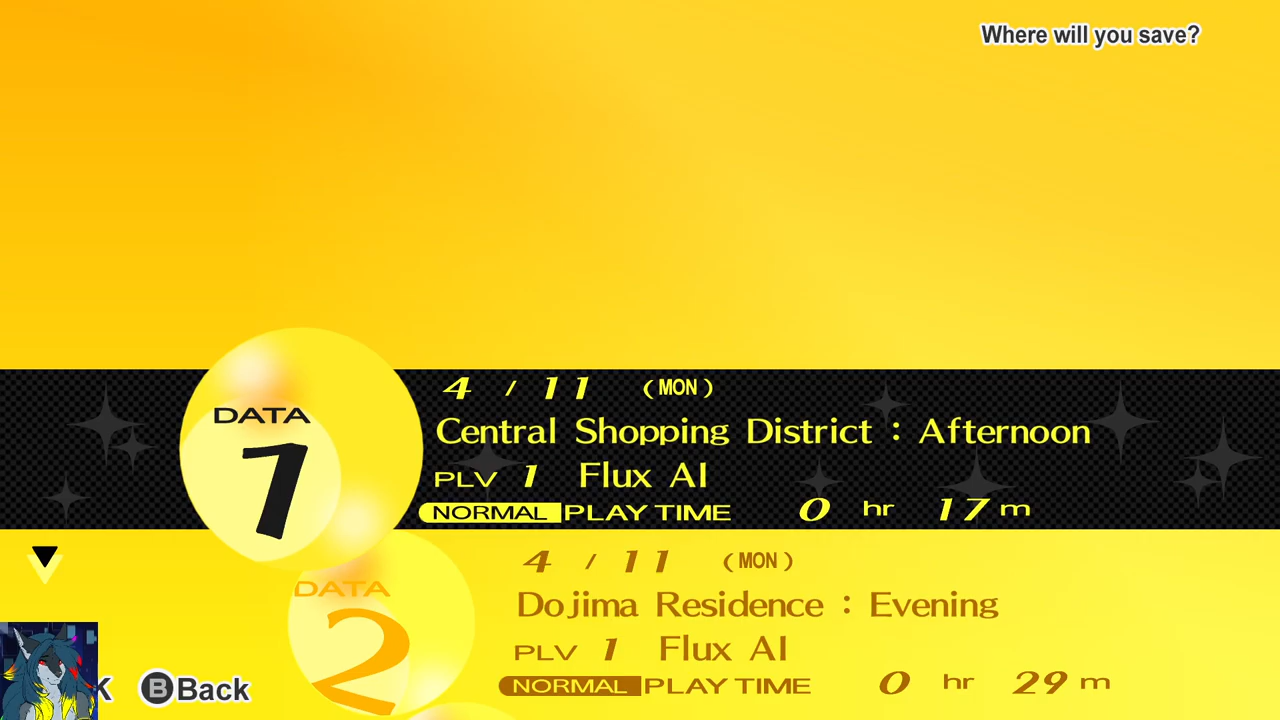 Where will you save?
DATA
1
4 / 11 (MON)
Central Shopping District : Afternoon
PLV 1 Flux AI
NORMAL PLAY TIME 0 hr 17 m
DATA
2
4 / 11 (MON)
Dojima Residence : Evening
PLV 1 Flux AI
NORMAL PLAY TIME 0 hr 29 m
K B Back